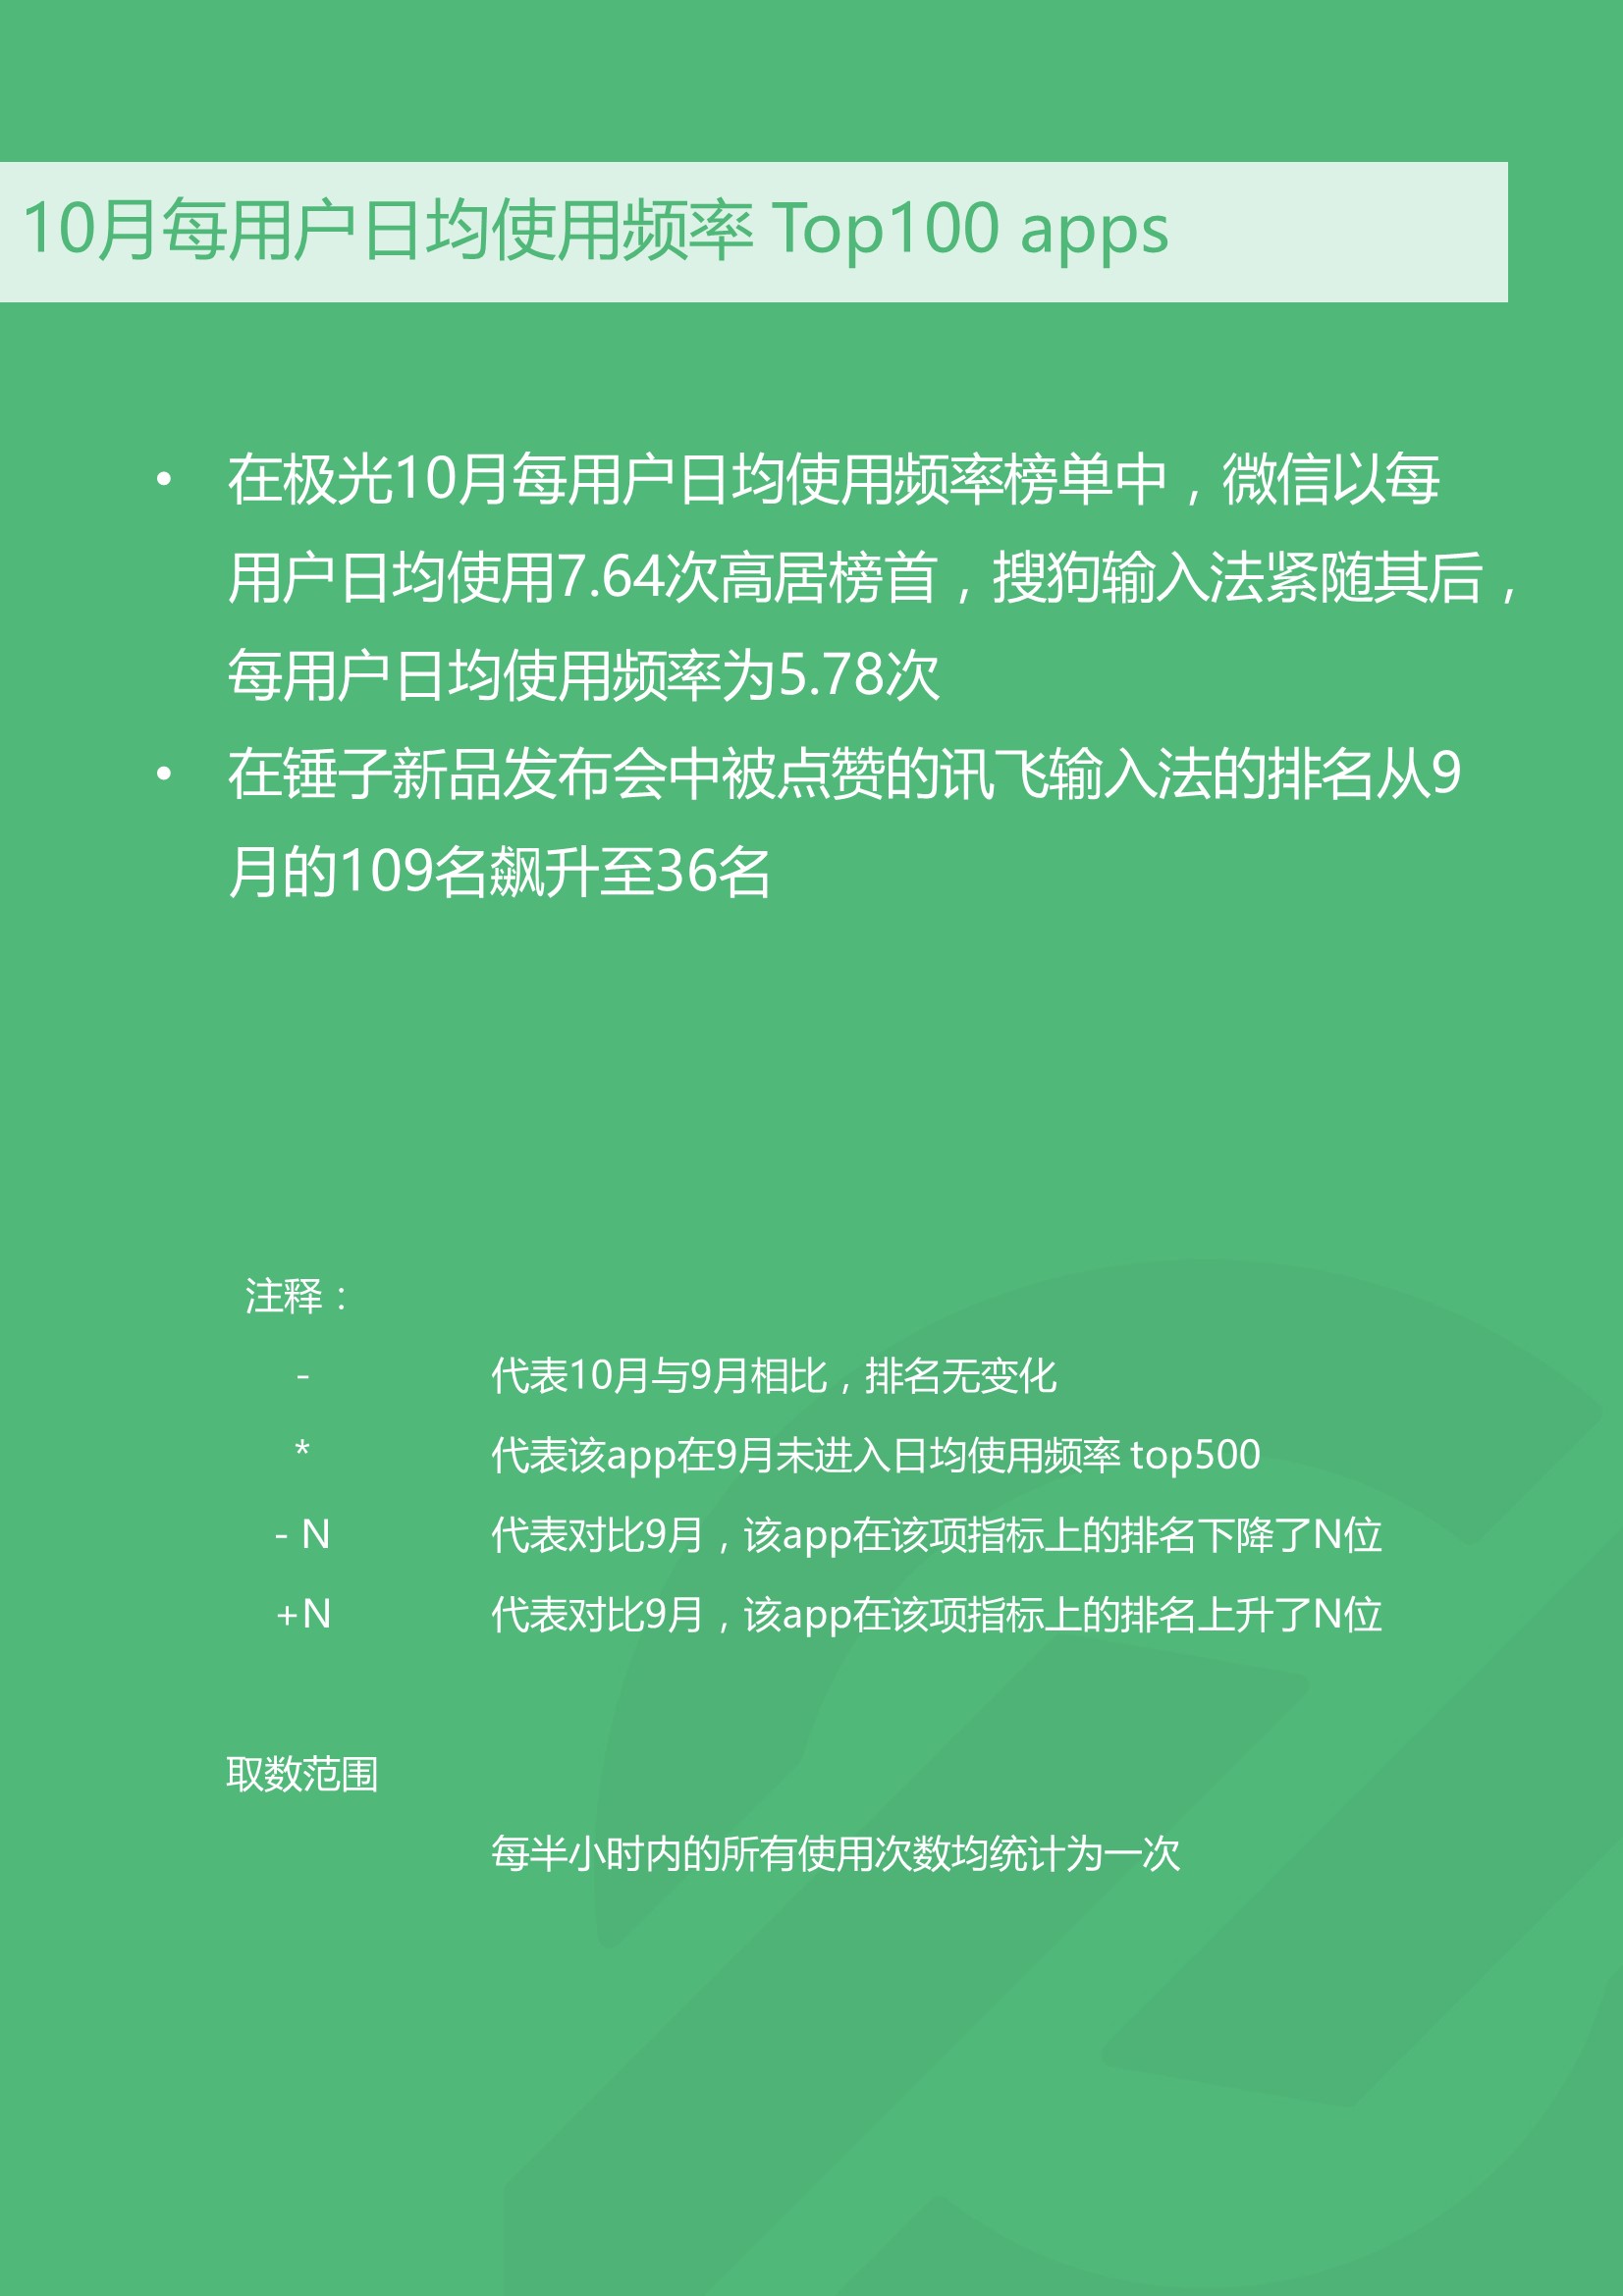 10月每用户日均使用频率 Top100 apps
• 在极光10月每用户日均使用频率榜单中，微信以每
用户日均使用7.64次高居榜首，搜狗输入法紧随其后，
每用户日均使用频率为5.78次
• 在锤子新品发布会中被点赞的讯飞输入法的排名从9
月的109名飙升至36名
注释：
- 代表10月与9月相比，排名无变化
* 代表该app在9月未进入日均使用频率 top500
- N 代表对比9月，该app在该项指标上的排名下降了N位
+N 代表对比9月，该app在该项指标上的排名上升了N位
取数范围
每半小时内的所有使用次数均统计为一次